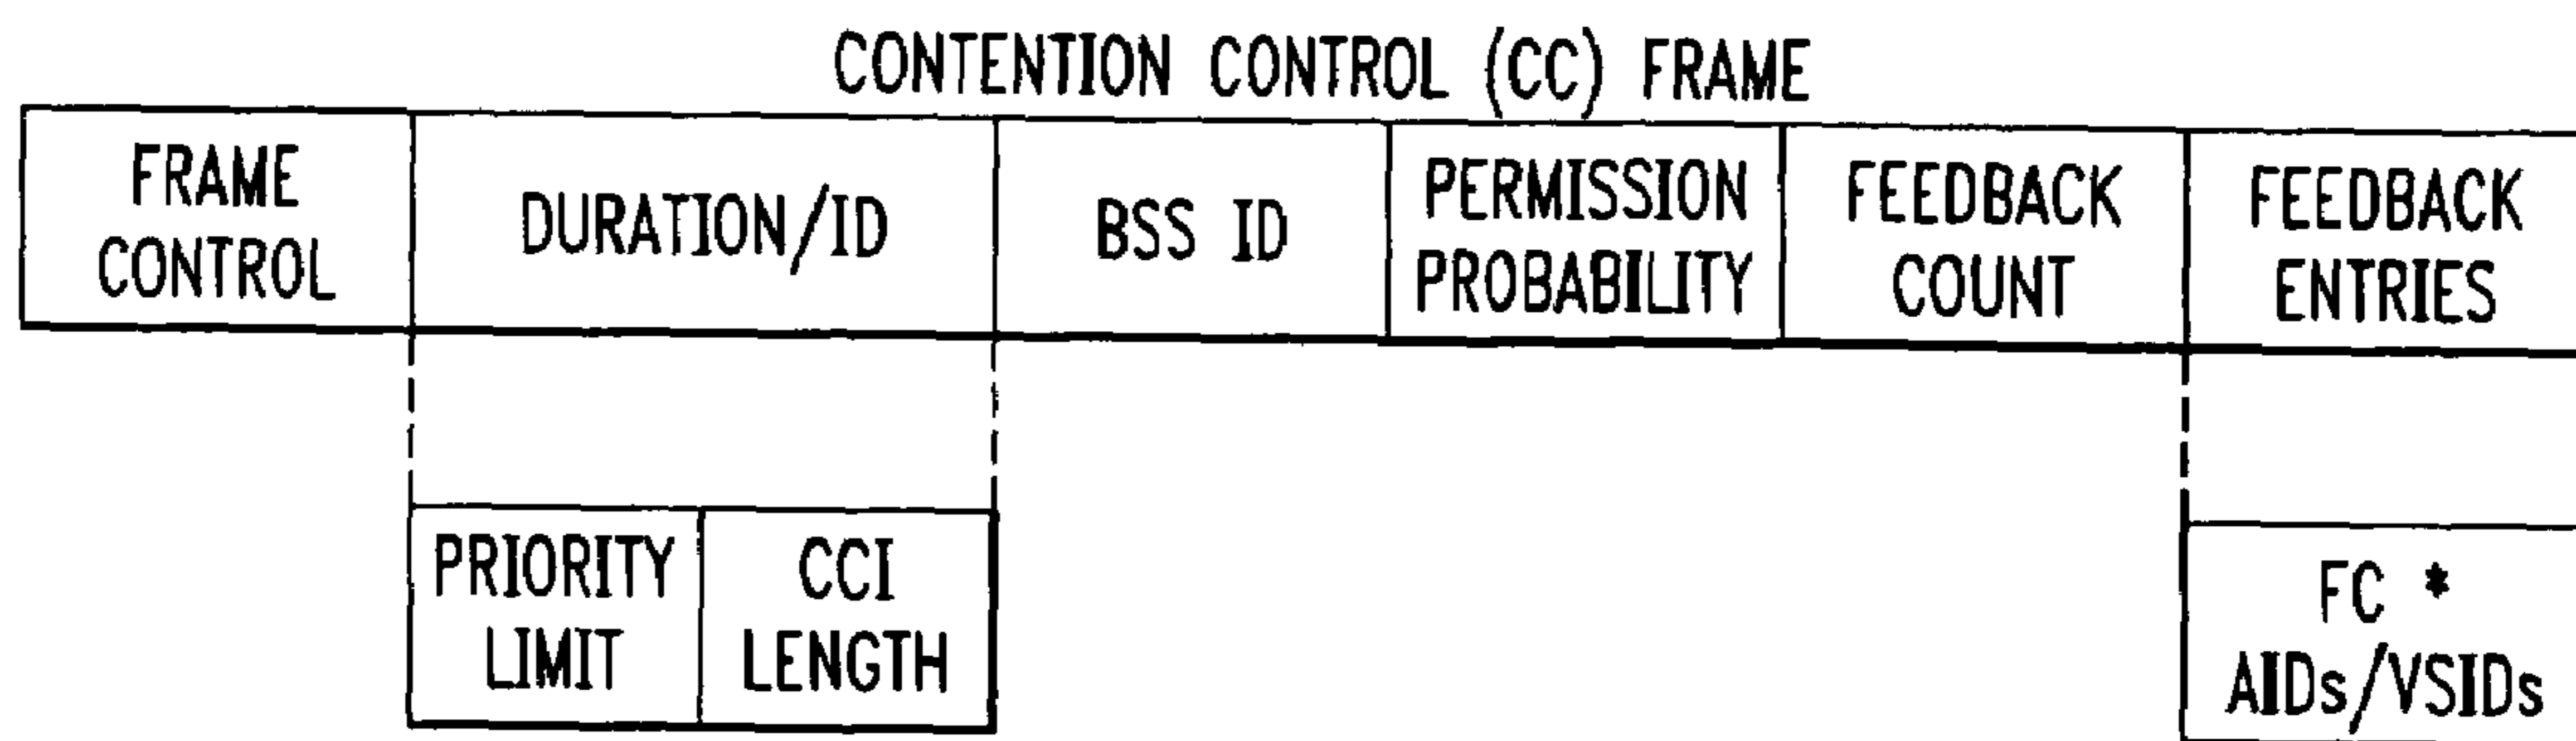 CONTENTION CONTROL (CC) FRAME
FRAME
CONTROL
DURATION/ID
BSS ID
PERMISSION
PROBABILITY
FEEDBACK
COUNT
FEEDBACK
ENTRIES
PRIORITY
LIMIT
CCI
LENGTH
FC *
AIDs/VSIDs